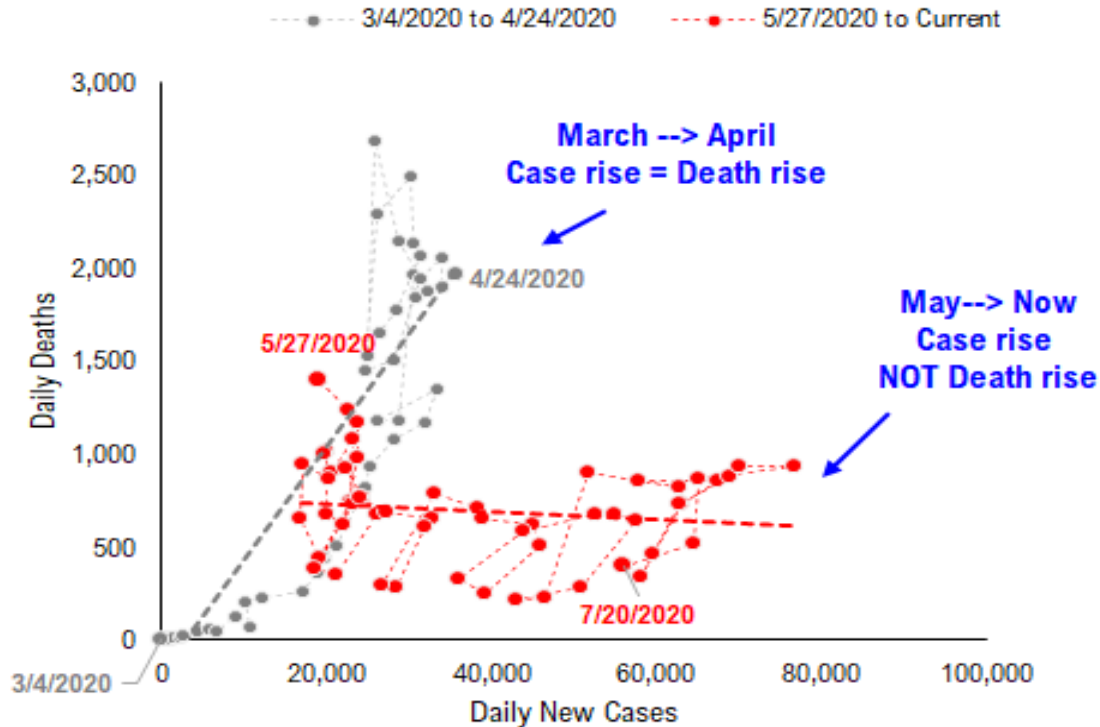 3/4/2020 to 4/24/2020 5/27/2020 to Current
3,000
2,500
2,000
1,500
1,000
500
0
Daily Deaths
March --> April
Case rise = Death rise
4/24/2020
May--> Now
Case rise
NOT Death rise
5/27/2020
7/20/2020
3/4/2020
0 20,000 40,000 60,000 80,000 100,000
Daily New Cases